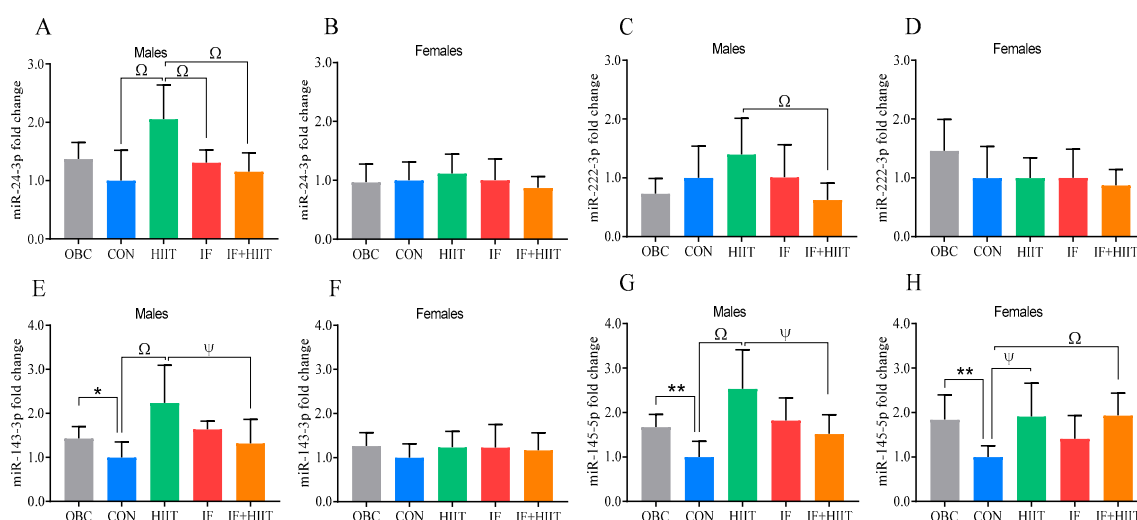 A
Males
miR-24-3p fold change
3.0
2.0
1.0
0.0
Ω
Ω
Ω
OBC CON HIIT IF IF+HIIT
B
Females
miR-24-3p fold change
3.0
2.0
1.0
0.0
OBC CON HIIT IF IF+HIIT
C
Males
miR-222-3p fold change
3.0
2.0
1.0
0.0
Ω
OBC CON HIIT IF IF+HIIT
D
Females
miR-222-3p fold change
3.0
2.0
1.0
0.0
OBC CON HIIT IF IF+HIIT
E
Males
miR-143-3p fold change
4.0
3.0
2.0
1.0
0.0
*
Ω
Ψ
OBC CON HIIT IF IF+HIIT
F
Females
miR-143-3p fold change
4.0
3.0
2.0
1.0
0.0
OBC CON HIIT IF IF+HIIT
G
Males
miR-145-5p fold change
4.0
3.0
2.0
1.0
0.0
**
Ω
Ψ
OBC CON HIIT IF IF+HIIT
H
Females
miR-145-5p fold change
4.0
3.0
2.0
1.0
0.0
**
Ψ
Ω
OBC CON HIIT IF IF+HIIT